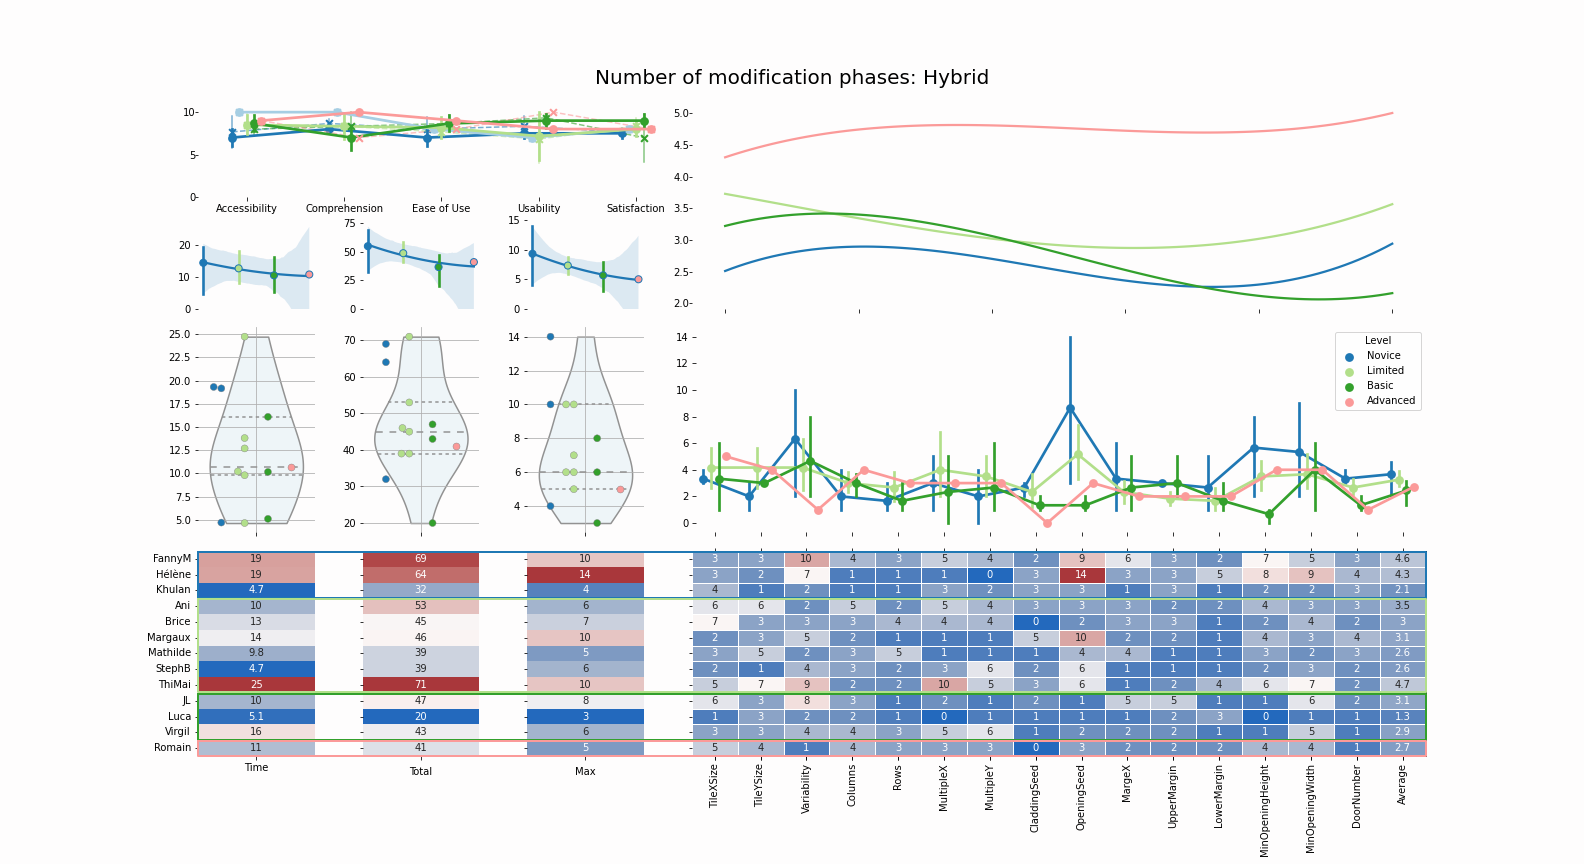 Number of modification phases: Hybrid
10
5
0
Accessibility Comprehension Ease of Use Usability Satisfaction
5.0
4.5
4.0
3.5
3.0
2.5
2.0
20
10
0
75
50
25
0
15
10
5
0
25.0
22.5
20.0
17.5
15.0
12.5
10.0
7.5
5.0
70
60
50
40
30
20
14
12
10
8
6
4
14
12
10
8
6
4
2
0
Level
Novice
Limited
Basic
Advanced
FannyM 19 69 10 3 3 10 4 3 5 4 2 9 6 3 2 7 5 3 4.6
Hélène 19 64 14 3 2 7 1 1 1 0 3 14 3 3 5 8 9 4 4.3
Khulan 4.7 32 4 4 1 2 1 1 3 2 3 3 1 3 1 2 2 3 2.1
Ani 10 53 6 6 6 2 5 2 5 4 3 3 3 2 2 4 3 3 3.5
Brice 13 45 7 7 3 3 3 4 4 4 0 2 3 3 1 2 4 2 3
Margaux 14 46 10 2 3 5 2 1 1 1 5 10 2 2 1 4 3 4 3.1
Mathilde 9.8 39 5 3 5 2 3 5 1 1 1 4 4 1 1 3 2 3 2.6
StephB 4.7 39 6 2 1 4 3 2 3 6 2 6 1 1 1 2 3 2 2.6
ThiMai 25 71 10 5 7 9 2 2 10 5 3 6 1 2 4 6 7 2 4.7
JL 10 47 8 6 3 8 3 1 2 1 2 1 5 5 1 1 6 2 3.1
Luca 5.1 20 3 1 3 2 2 1 0 1 1 1 1 2 3 0 1 1 1.3
Virgil 16 43 6 3 3 4 4 3 5 6 1 2 2 2 1 1 5 1 2.9
Romain 11 41 5 5 4 1 4 3 3 3 0 3 2 2 2 4 4 1 2.7
Time Total Max TileXSize TileYSize Variability Columns Rows MultipleX MultipleY CladdingSeed OpeningSeed MargeX UpperMargin LowerMargin MinOpeningHeight MinOpeningWidth DoorNumber Average